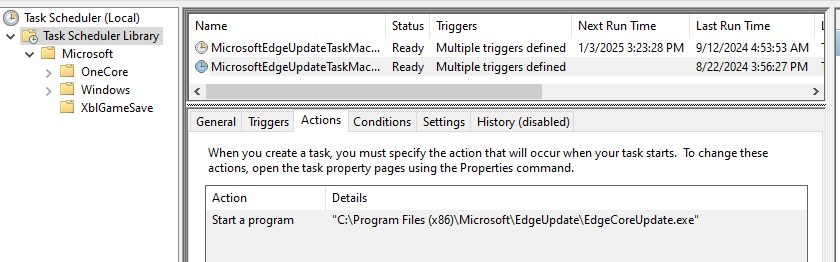 Task Scheduler (Local)
Task Scheduler Library
Microsoft
OneCore
Windows
XblGameSave
Name Status Triggers Next Run Time Last Run Time L
MicrosoftEdgeUpdateTaskMac... Ready Multiple triggers defined 1/3/2025 3:23:28 PM 9/12/2024 4:53:53 AM
MicrosoftEdgeUpdateTaskMac... Ready Multiple triggers defined 8/22/2024 3:56:27 PM
General Triggers Actions Conditions Settings History (disabled)
When you create a task, you must specify the action that will occur when your task starts. To change these
actions, open the task property pages using the Properties command.
Action Details
Start a program "C:\Program Files (x86)\Microsoft\EdgeUpdate\EdgeCoreUpdate.exe"